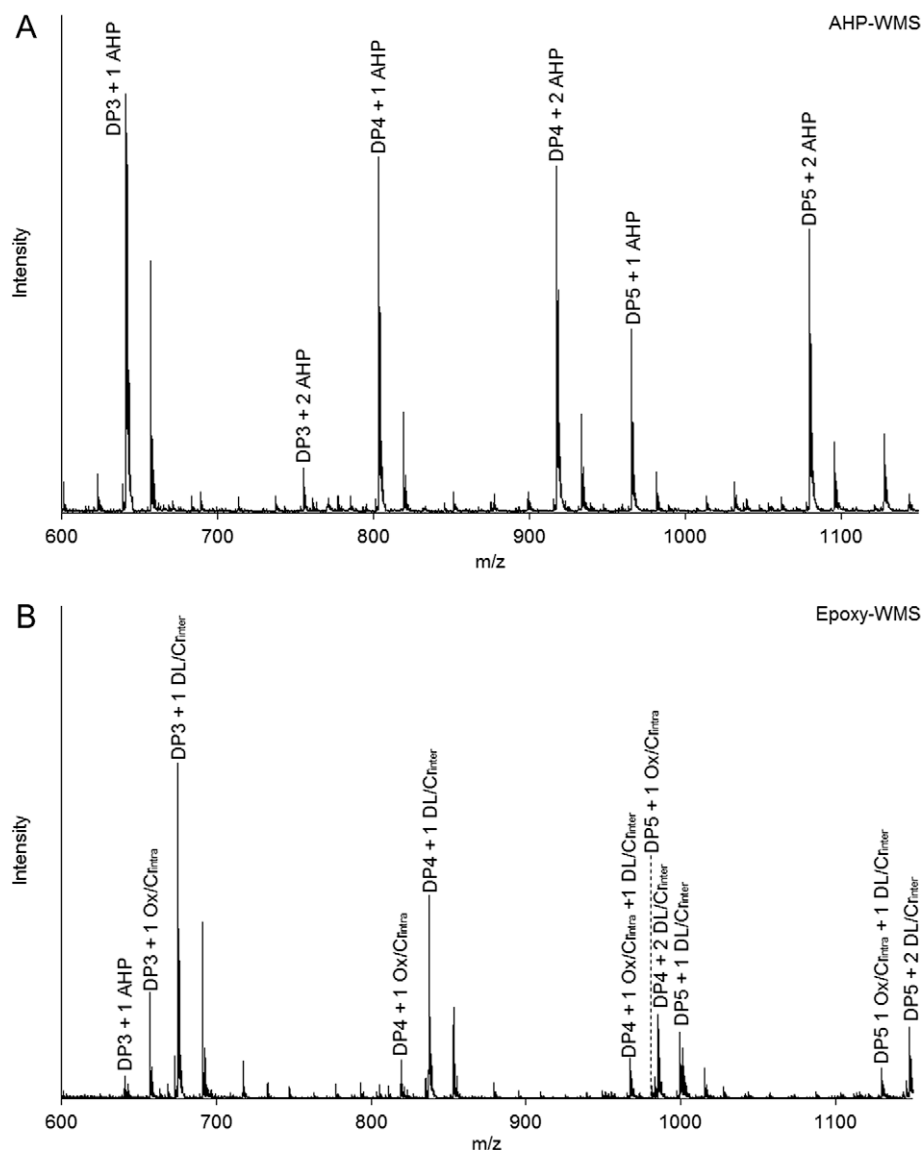 A
AHP-WMS
Intensity
DP3 + 1 AHP
DP3 + 2 AHP
DP4 + 1 AHP
DP4 + 2 AHP
DP5 + 1 AHP
DP5 + 2 AHP
600 700 800 900 1000 1100
m/z
B
Epoxy-WMS
Intensity
DP3 + 1 AHP
DP3 + 1 Ox/Crintra
DP3 + 1 DL/Crinter
DP4 + 1 Ox/Crintra
DP4 + 1 DL/Crinter
DP4 + 1 Ox/Crintra +1 DL/Crinter
DP5 + 1 Ox/Crintra
DP4 + 2 DL/Crinter
DP5 + 1 DL/Crinter
DP5 1 Ox/Crintra + 1 DL/Crinter
DP5 + 2 DL/Crinter
600 700 800 900 1000 1100
m/z